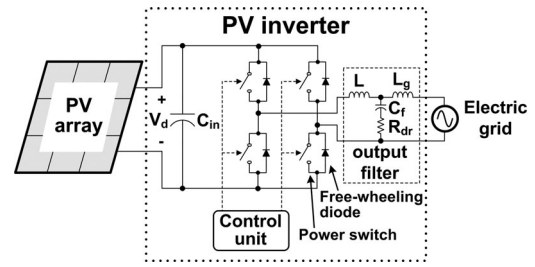 PV inverter
PV
array
+
V_d
-
C_in
L
L_g
C_f
R_dr
output
filter
Electric
grid
Free-wheeling
diode
Power switch
Control
unit